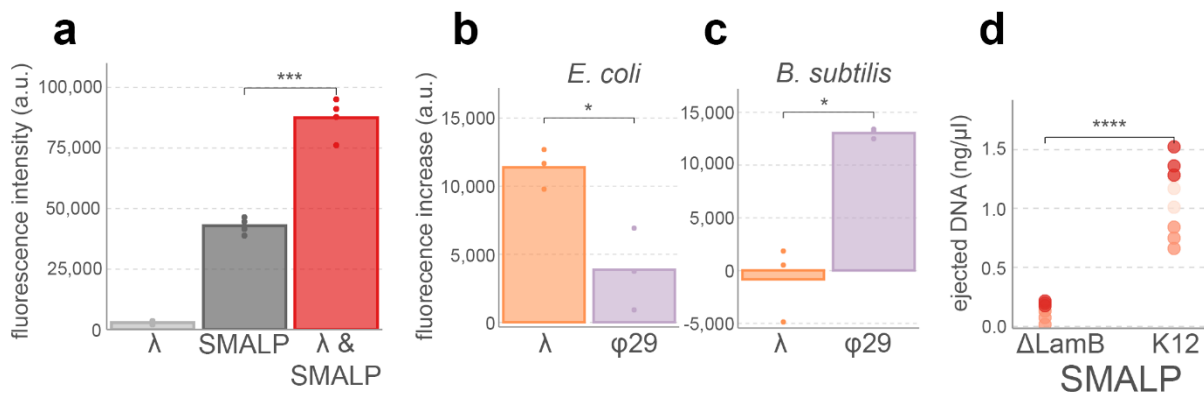 a
fluorescence intensity (a.u.)
100,000
75,000
50,000
25,000
0
***
λ
SMALP
λ &
SMALP
b
E. coli
fluorecence increase (a.u.)
15,000
10,000
5,000
0
*
λ
φ29
c
B. subtilis
15,000
10,000
5,000
0
-5,000
*
λ
φ29
d
ejected DNA (ng/µl)
1.5
1.0
0.5
0.0
****
ΔLamB
K12
SMALP